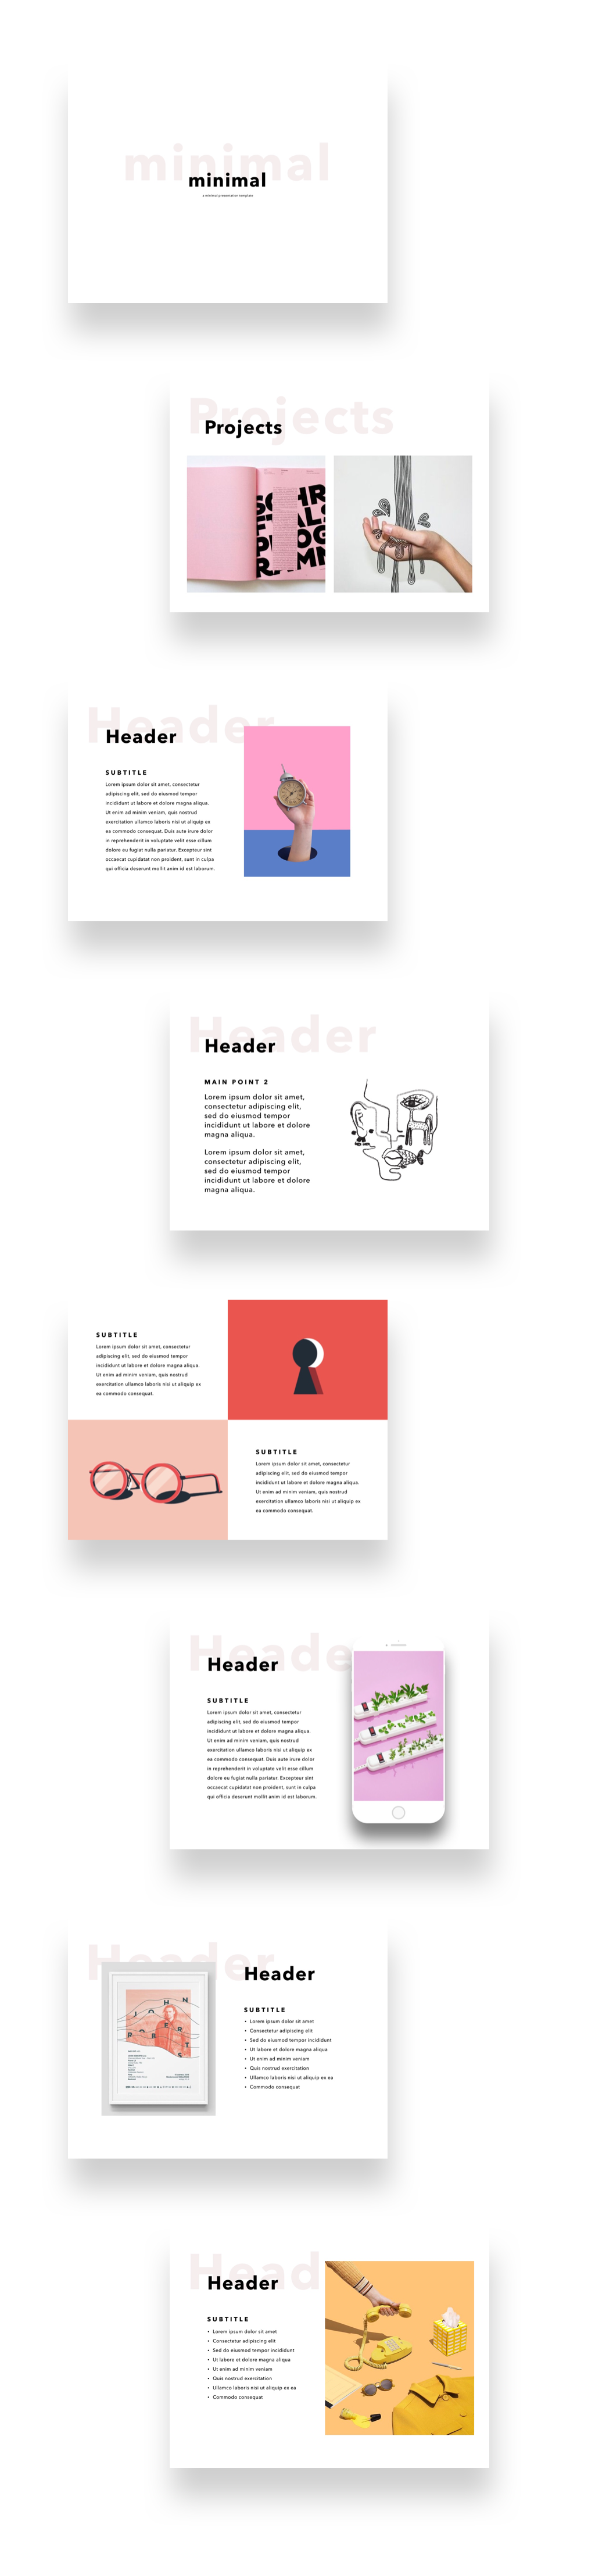 minimal
minimal
a minimal presentation template
Projects
Projects
Header
Header
SUBTITLE
Lorem ipsum dolor sit amet, consectetur
adipiscing elit, sed do eiusmod tempor
incididunt ut labore et dolore magna aliqua.
Ut enim ad minim veniam, quis nostrud
exercitation ullamco laboris nisi ut aliquip ex
ea commodo consequat. Duis aute irure dolor
in reprehenderit in voluptate velit esse cillum
dolore eu fugiat nulla pariatur. Excepteur sint
occaecat cupidatat non proident, sunt in culpa
qui officia deserunt mollit anim id est laborum.
Header
Header
MAIN POINT 2
Lorem ipsum dolor sit amet,
consectetur adipiscing elit,
sed do eiusmod tempor
incididunt ut labore et dolore
magna aliqua.
Lorem ipsum dolor sit amet,
consectetur adipiscing elit,
sed do eiusmod tempor
incididunt ut labore et dolore
magna aliqua.
SUBTITLE
Lorem ipsum dolor sit amet, consectetur
adipiscing elit, sed do eiusmod tempor
incididunt ut labore et dolore magna aliqua.
Ut enim ad minim veniam, quis nostrud
exercitation ullamco laboris nisi ut aliquip ex
ea commodo consequat.
SUBTITLE
Lorem ipsum dolor sit amet, consectetur
adipiscing elit, sed do eiusmod tempor
incididunt ut labore et dolore magna aliqua.
Ut enim ad minim veniam, quis nostrud
exercitation ullamco laboris nisi ut aliquip ex
ea commodo consequat.
Heade
Header
SUBTITLE
Lorem ipsum dolor sit amet, consectetur
adipiscing elit, sed do eiusmod tempor
incididunt ut labore et dolore magna aliqua.
Ut enim ad minim veniam, quis nostrud
exercitation ullamco laboris nisi ut aliquip ex
ea commodo consequat. Duis aute irure dolor
in reprehenderit in voluptate velit esse cillum
dolore eu fugiat nulla pariatur. Excepteur sint
occaecat cupidatat non proident, sunt in culpa
qui officia deserunt mollit anim id est laborum.
Header
Header
JOHN
ROBERTS
SUBTITLE
• Lorem ipsum dolor sit amet
• Consectetur adipiscing elit
• Sed do eiusmod tempor incididunt
• Ut labore et dolore magna aliqua
• Ut enim ad minim veniam
• Quis nostrud exercitation
• Ullamco laboris nisi ut aliquip ex ea
• Commodo consequat
Head
Header
SUBTITLE
• Lorem ipsum dolor sit amet
• Consectetur adipiscing elit
• Sed do eiusmod tempor incididunt
• Ut labore et dolore magna aliqua
• Ut enim ad minim veniam
• Quis nostrud exercitation
• Ullamco laboris nisi ut aliquip ex ea
• Commodo consequat